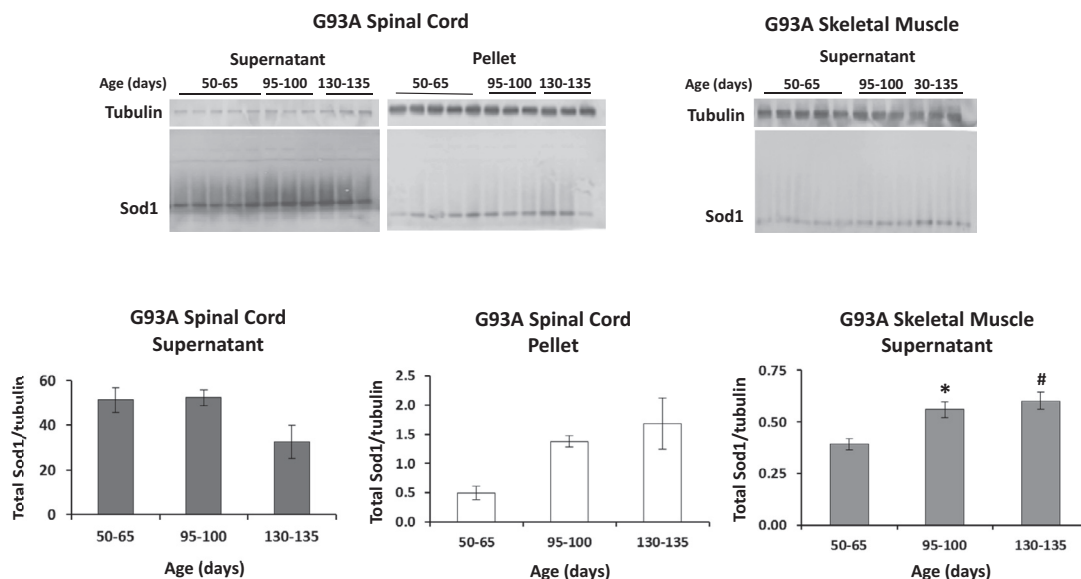 G93A Spinal Cord
Supernatant
Pellet
Age (days) 50-65 95-100 130-135 50-65 95-100 130-135
Tubulin
Sod1
G93A Skeletal Muscle
Supernatant
Age (days) 50-65 95-100 30-135
Tubulin
Sod1
G93A Spinal Cord
Supernatant
Total Sod1/tubulin
60
40
20
0
50-65 95-100 130-135
Age (days)
G93A Spinal Cord
Pellet
Total Sod1/tubulin
2.5
2.0
1.5
1.0
0.5
0.0
50-65 95-100 130-135
Age (days)
G93A Skeletal Muscle
Supernatant
Total Sod1/tubulin
0.75
0.50
0.25
0.00
* #
50-65 95-100 130-135
Age (days)